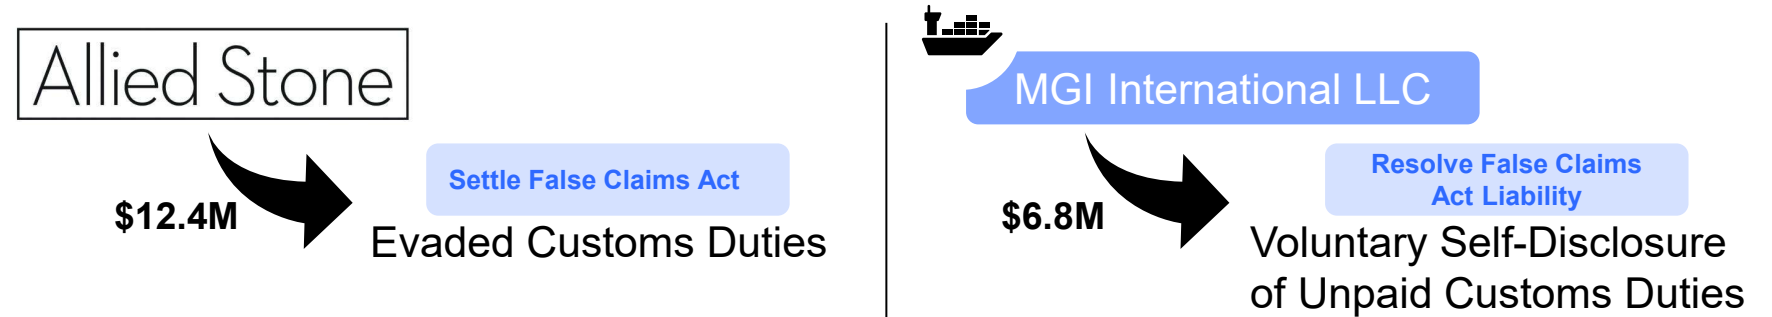 Allied Stone
$12.4M
Settle False Claims Act
Evaded Customs Duties
MGI International LLC
$6.8M
Resolve False Claims
Act Liability
Voluntary Self-Disclosure
of Unpaid Customs Duties